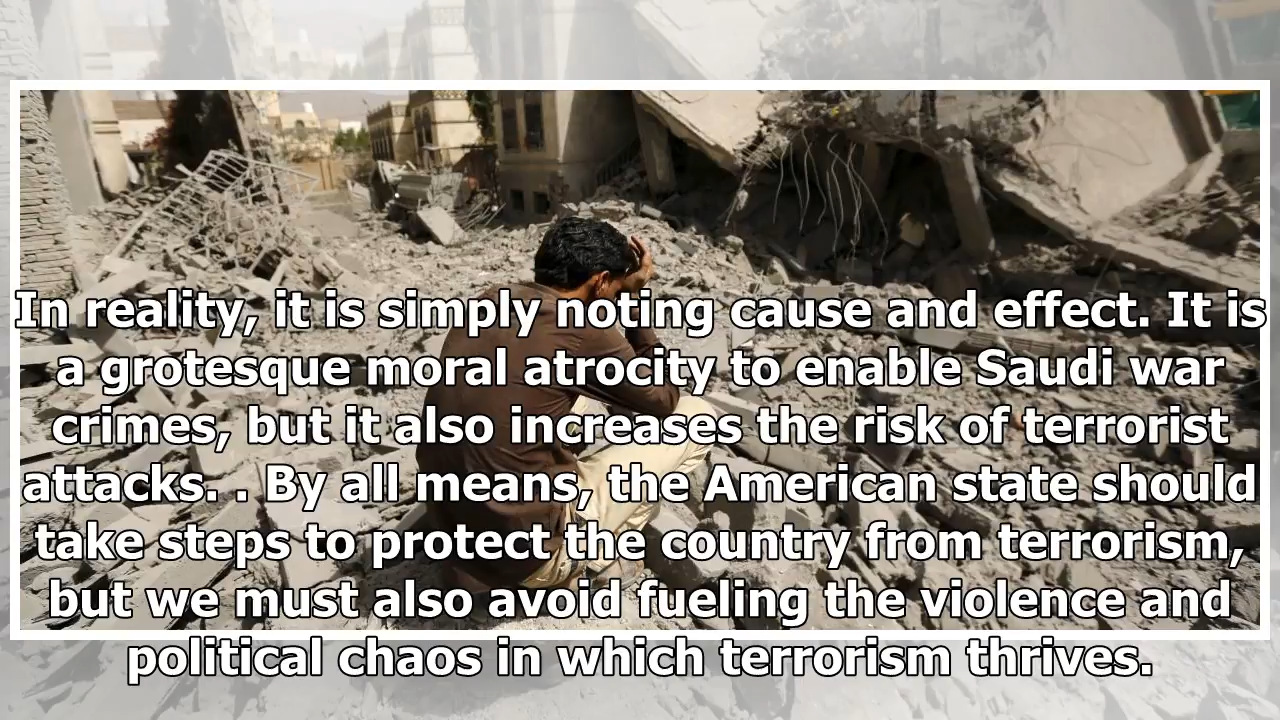 In reality, it is simply noting cause and effect. It is
a grotesque moral atrocity to enable Saudi war
crimes, but it also increases the risk of terrorist
attacks. . By all means, the American state should
take steps to protect the country from terrorism,
but we must also avoid fueling the violence and
political chaos in which terrorism thrives.